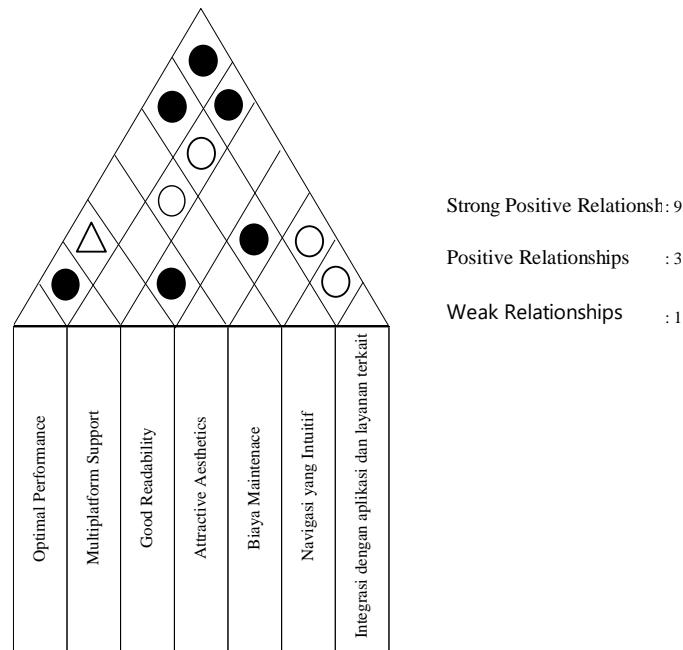 Strong Positive Relationsh: 9
Positive Relationships : 3
Weak Relationships : 1
Optimal Performance
Multiplatform Support
Good Readability
Attractive Aesthetics
Biaya Maintenace
Navigasi yang Intuitif
Integrasi dengan aplikasi dan layanan terkait